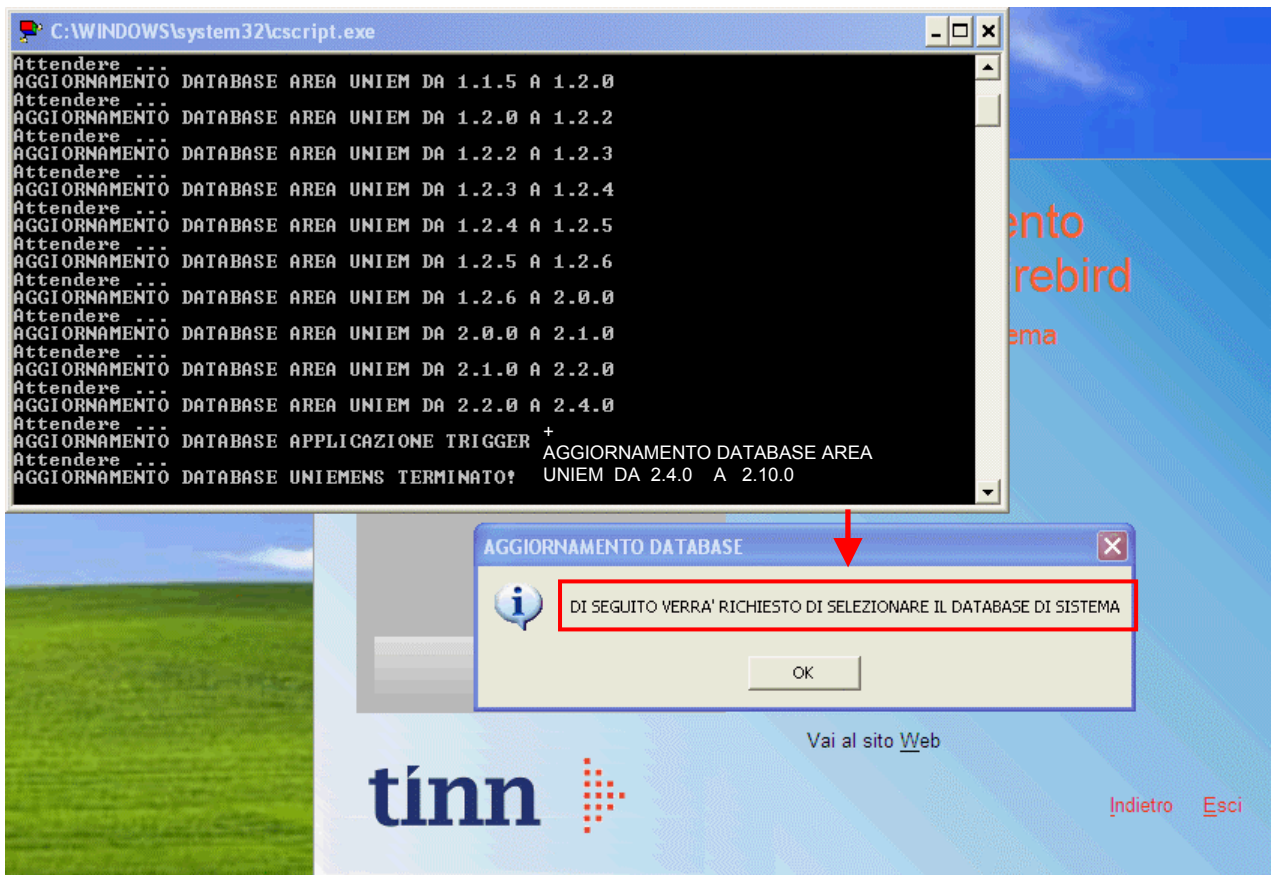 C:\WINDOWS\system32\cscript.exe
Attendere ...
AGGIORNAMENTO DATABASE AREA UNIEM DA 1.1.5 A 1.2.0
Attendere ...
AGGIORNAMENTO DATABASE AREA UNIEM DA 1.2.0 A 1.2.2
Attendere ...
AGGIORNAMENTO DATABASE AREA UNIEM DA 1.2.2 A 1.2.3
Attendere ...
AGGIORNAMENTO DATABASE AREA UNIEM DA 1.2.3 A 1.2.4
Attendere ...
AGGIORNAMENTO DATABASE AREA UNIEM DA 1.2.4 A 1.2.5
Attendere ...
AGGIORNAMENTO DATABASE AREA UNIEM DA 1.2.5 A 1.2.6
Attendere ...
AGGIORNAMENTO DATABASE AREA UNIEM DA 1.2.6 A 2.0.0
Attendere ...
AGGIORNAMENTO DATABASE AREA UNIEM DA 2.0.0 A 2.1.0
Attendere ...
AGGIORNAMENTO DATABASE AREA UNIEM DA 2.1.0 A 2.2.0
Attendere ...
AGGIORNAMENTO DATABASE AREA UNIEM DA 2.2.0 A 2.4.0
Attendere ...
AGGIORNAMENTO DATABASE APPLICAZIONE TRIGGER
Attendere ...
AGGIORNAMENTO DATABASE UNIEMENS TERMINATO!
+
AGGIORNAMENTO DATABASE AREA
UNIEM DA 2.4.0 A 2.10.0
ento
rebird
ema
AGGIORNAMENTO DATABASE
DI SEGUITO VERRA' RICHIESTO DI SELEZIONARE IL DATABASE DI SISTEMA
OK
Vai al sito Web
tinn
Indietro Esci